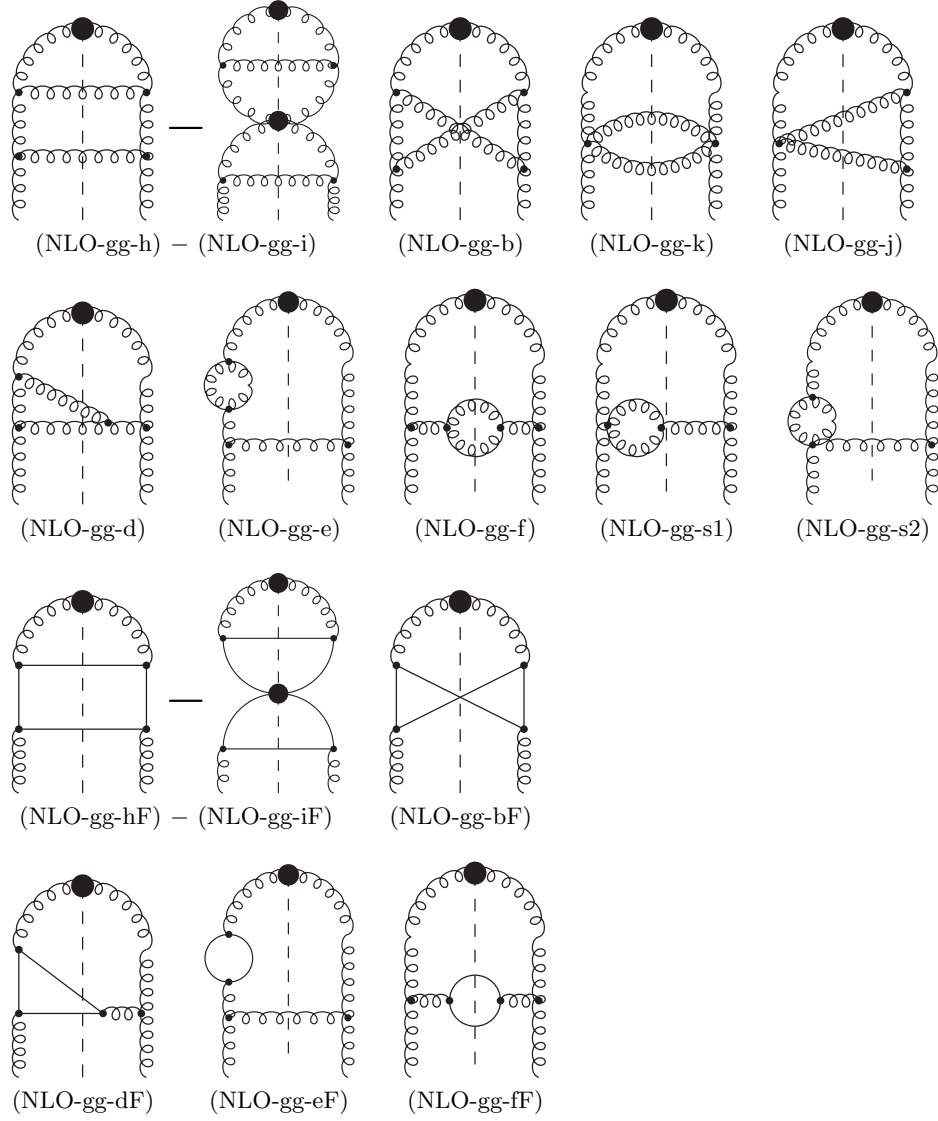 (NLO-gg-h) − (NLO-gg-i) (NLO-gg-b) (NLO-gg-k) (NLO-gg-j)
(NLO-gg-d) (NLO-gg-e) (NLO-gg-f) (NLO-gg-s1) (NLO-gg-s2)
(NLO-gg-hF) − (NLO-gg-iF) (NLO-gg-bF)
(NLO-gg-dF) (NLO-gg-eF) (NLO-gg-fF)